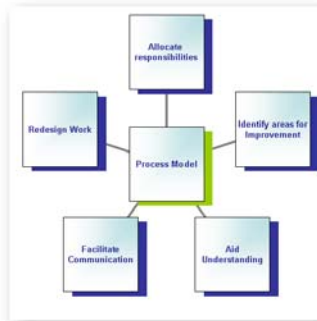 Allocate
responsibilities
Redesign Work
Identify areas for
Improvement
Process Model
Facilitate
Communication
Aid
Understanding